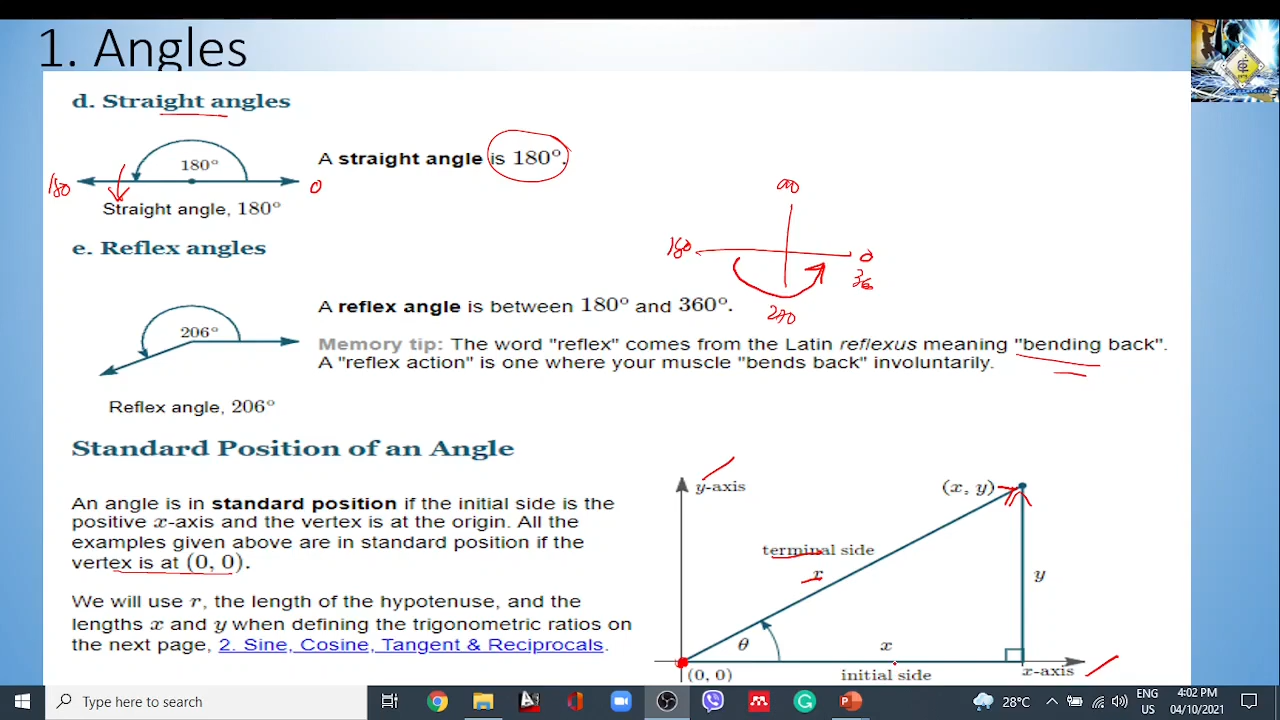 1. Angles
d. Straight angles
180°
A straight angle is 180°.
180
0
Straight angle, 180°
e. Reflex angles
180
0
270
206°
A reflex angle is between 180° and 360°.
Memory tip: The word "reflex" comes from the Latin reflexus meaning "bending back".
A "reflex action" is one where your muscle "bends back" involuntarily.
Reflex angle, 206°
Standard Position of an Angle
An angle is in standard position if the initial side is the
positive x-axis and the vertex is at the origin. All the
examples given above are in standard position if the
vertex is at (0, 0).
We will use r, the length of the hypotenuse, and the
lengths x and y when defining the trigonometric ratios on
the next page, 2. Sine, Cosine, Tangent & Reciprocals.
y-axis
(x, y)
terminal side
r
y
θ
x
(0, 0)
initial side
x-axis
Type here to search
28°C
ENG
US
4:02 PM
04/10/2021